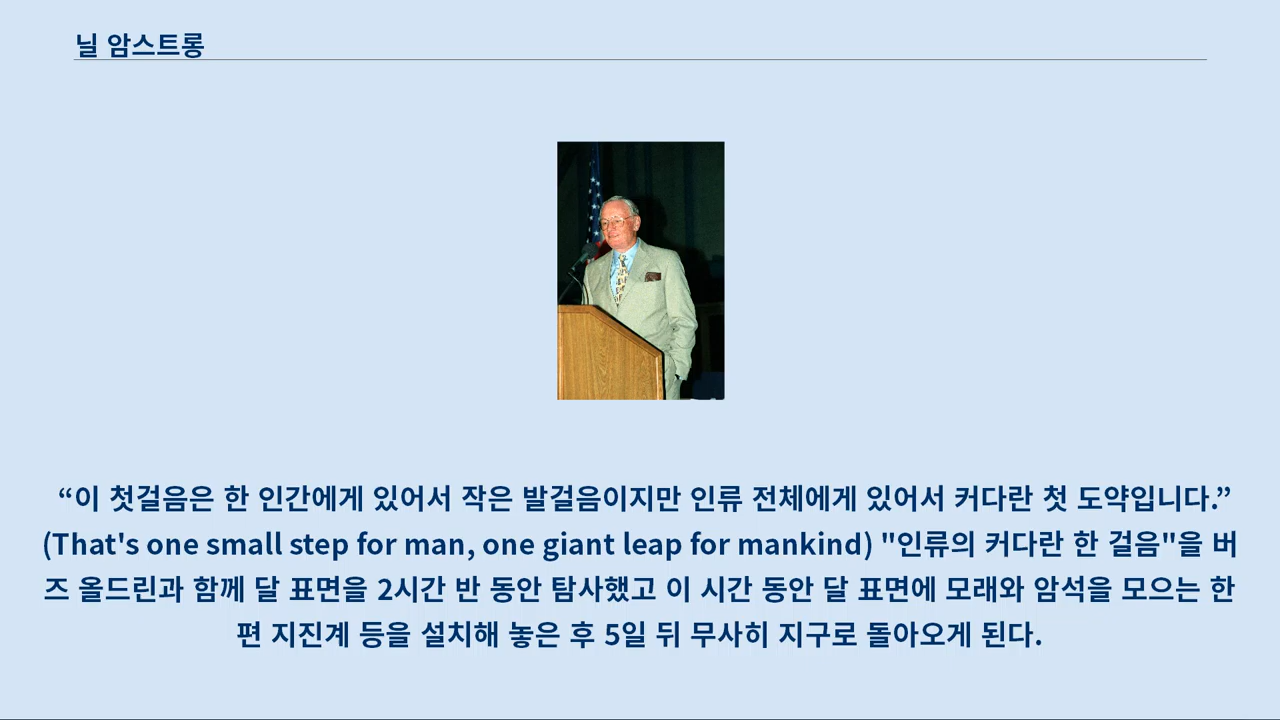 닐 암스트롱
“이 첫걸음은 한 인간에게 있어서 작은 발걸음이지만 인류 전체에게 있어서 커다란 첫 도약입니다.”
(That's one small step for man, one giant leap for mankind) "인류의 커다란 한 걸음"을 버
즈 올드린과 함께 달 표면을 2시간 반 동안 탐사했고 이 시간 동안 달 표면에 모래와 암석을 모으는 한
편 지진계 등을 설치해 놓은 후 5일 뒤 무사히 지구로 돌아오게 된다.